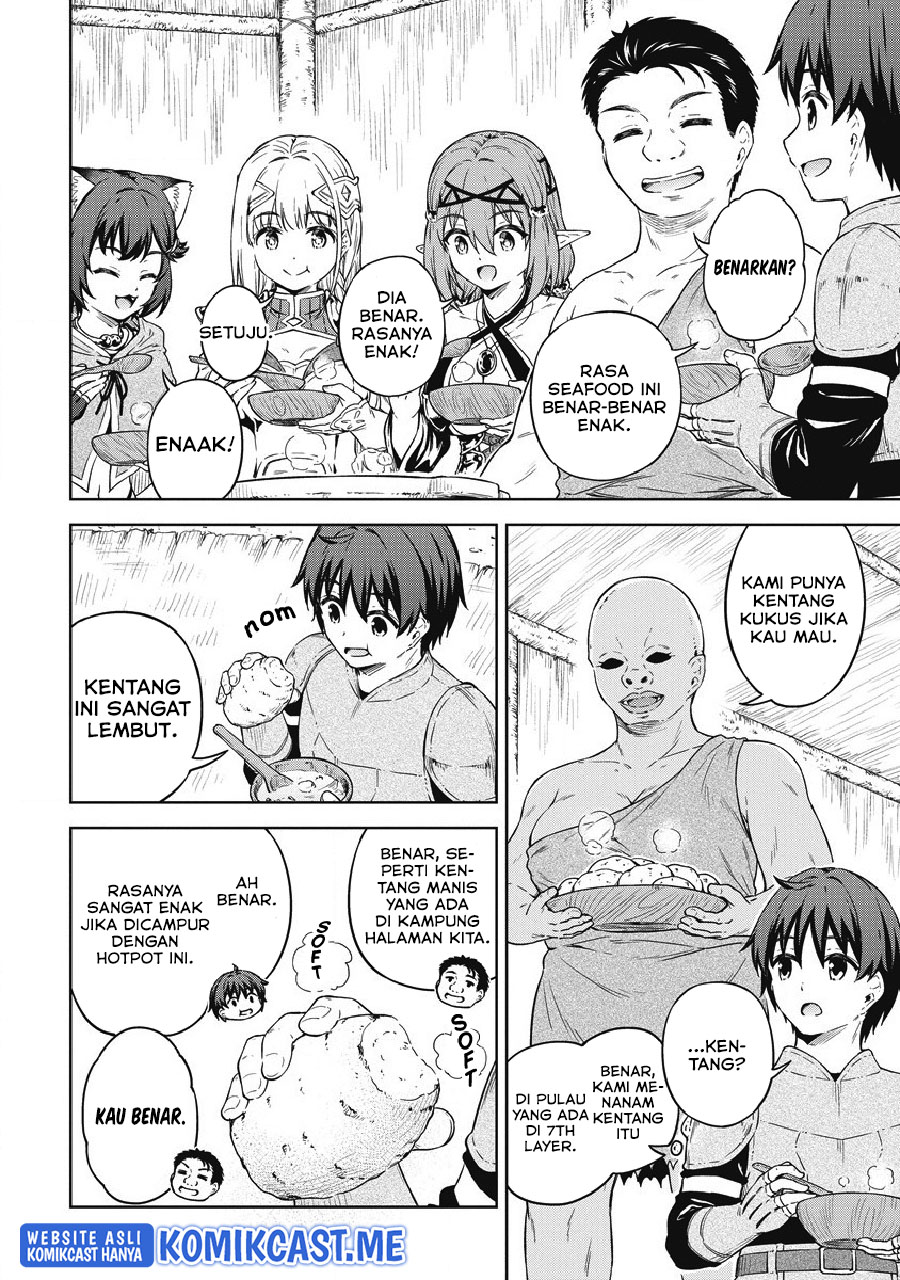 BENARKAN?
RASA
SEAFOOD INI
BENAR-BENAR
ENAK.
DIA
BENAR.
RASANYA
ENAK!
SETUJU.
ENAAK!
KAMI PUNYA
KENTANG
KUKUS JIKA
KAU MAU.
...KEN-
TANG?
BENAR,
KAMI ME-
NANAM
KENTANG
ITU
DI PULAU
YANG ADA
DI 7TH
LAYER.
nom
KENTANG
INI SANGAT
LEMBUT.
BENAR, SE-
PERTI KEN-
TANG MANIS
YANG ADA
DI KAMPUNG
HALAMAN KITA.
AH
BENAR.
RASANYA
SANGAT ENAK
JIKA DICAMPUR
DENGAN
HOTPOT INI.
SOFT
SOFT
KAU BENAR.
WEBSITE ASLI
KOMIKCAST HANYA
KOMIKCAST.ME